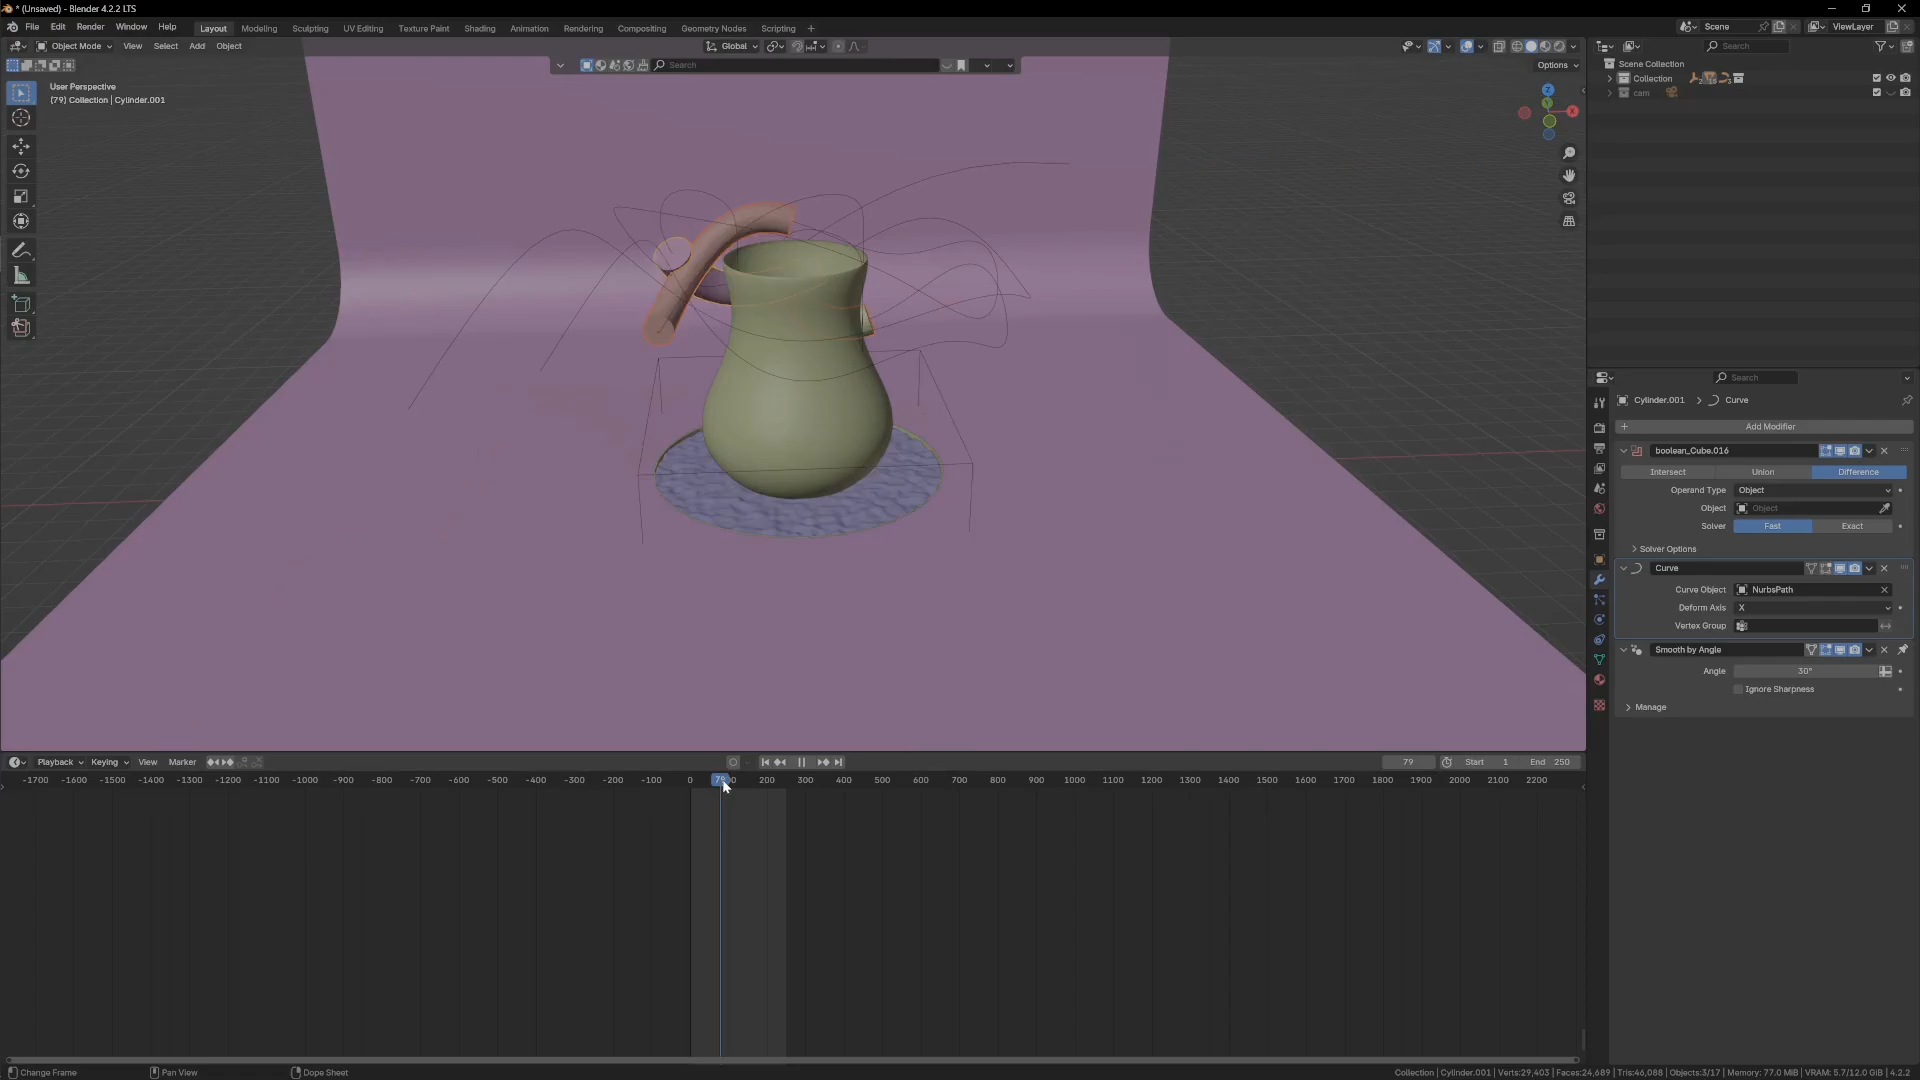 * (Unsaved) - Blender 4.2.2 LTS
File Edit Render Window Help Layout Modeling Sculpting UV Editing Texture Paint Shading Animation Rendering Compositing Geometry Nodes Scripting + Scene ViewLayer
Object Mode View Select Add Object Global Search
Search Options
User Perspective
(79) Collection | Cylinder.001
Z
Y
X
Scene Collection
Collection
cam
Search
Cylinder.001 > Curve
+ Add Modifier
boolean_Cube.016
Intersect Union Difference
Operand Type Object
Object Object
Solver Fast Exact
Solver Options
Curve
Curve Object NurbsPath
Deform Axis X
Vertex Group
Smooth by Angle
Angle 30°
Ignore Sharpness
Manage
Playback Keying View Marker 79 Start 1 End 250
-1700 -1600 -1500 -1400 -1300 -1200 -1100 -1000 -900 -800 -700 -600 -500 -400 -300 -200 -100 0 79 200 300 400 500 600 700 800 900 1000 1100 1200 1300 1400 1500 1600 1700 1800 1900 2000 2100 2200
Change Frame Pan View Dope Sheet Collection | Cylinder.001 | Verts:29,403 | Faces:24,689 | Tris:46,088 | Objects:3/17 | Memory: 77.0 MiB | VRAM: 5.7/12.0 GiB | 4.2.2